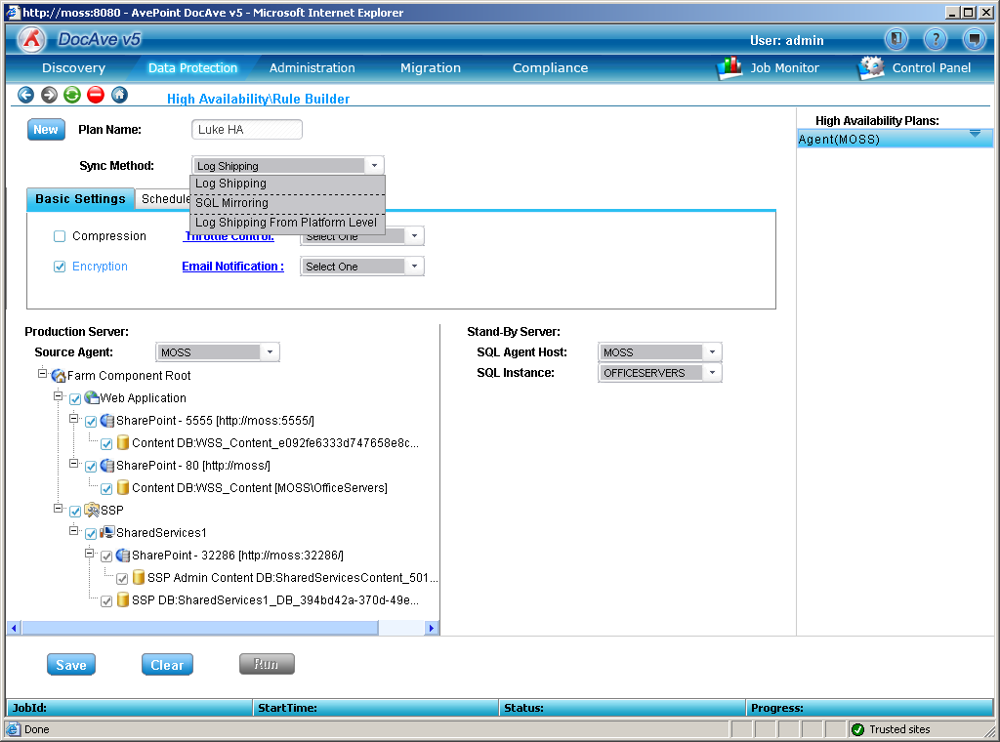 http://moss:8080 - AvePoint DocAve v5 - Microsoft Internet Explorer
DocAve v5
User: admin
Discovery Data Protection Administration Migration Compliance Job Monitor Control Panel
High Availability\Rule Builder
High Availability Plans:
Agent(MOSS)
New Plan Name: Luke HA
Sync Method: Log Shipping
Log Shipping
SQL Mirroring
Log Shipping From Platform Level
Basic Settings Schedule
Compression Throttle Control: Select One
Encryption Email Notification : Select One
Production Server:
Source Agent: MOSS
Farm Component Root
Web Application
SharePoint - 5555 [http://moss:5555/]
Content DB:WSS_Content_e092fe6333d747658e8c...
SharePoint - 80 [http://moss/]
Content DB:WSS_Content [MOSS\OfficeServers]
SSP
SharedServices1
SharePoint - 32286 [http://moss:32286/]
SSP Admin Content DB:SharedServicesContent_501...
SSP DB:SharedServices1_DB_394bd42a-370d-49e...
Stand-By Server:
SQL Agent Host: MOSS
SQL Instance: OFFICESERVERS
Save Clear Run
JobId: StartTime: Status: Progress:
Done Trusted sites